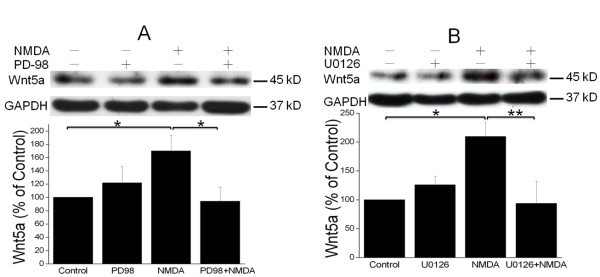 A
NMDA − − + +
PD-98 − + − +
Wnt5a 45 kD
GAPDH 37 kD
* *
Wnt5a (% of Control)
200
180
160
140
120
100
80
60
40
20
0
Control PD98 NMDA PD98+NMDA
B
NMDA − − + +
U0126 − + − +
Wnt5a 45 kD
GAPDH 37 kD
* **
Wnt5a (% of Control)
250
200
150
100
50
0
Control U0126 NMDA U0126+NMDA